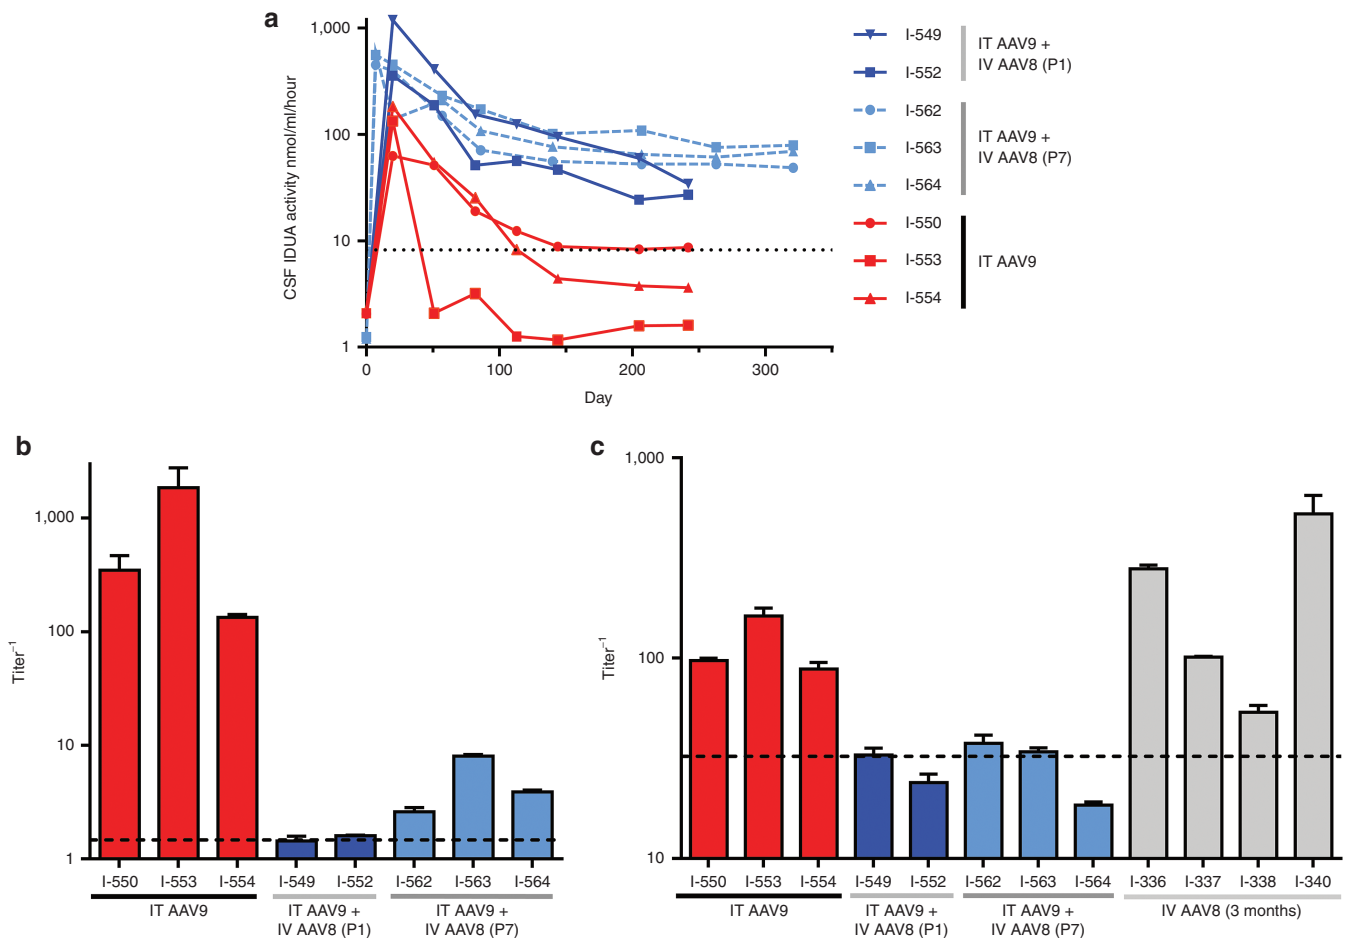 a
CSF IDUA activity nmol/ml/hour
1,000
100
10
1
0
100
200
300
Day
I-549
I-552
IT AAV9 +
IV AAV8 (P1)
I-562
I-563
I-564
IT AAV9 +
IV AAV8 (P7)
I-550
I-553
I-554
IT AAV9
b
Titer⁻¹
1,000
100
10
1
I-550
I-553
I-554
I-549
I-552
I-562
I-563
I-564
IT AAV9
IT AAV9 +
IV AAV8 (P1)
IT AAV9 +
IV AAV8 (P7)
c
Titer⁻¹
1,000
100
10
I-550
I-553
I-554
I-549
I-552
I-562
I-563
I-564
I-336
I-337
I-338
I-340
IT AAV9
IT AAV9 +
IV AAV8 (P1)
IT AAV9 +
IV AAV8 (P7)
IV AAV8 (3 months)